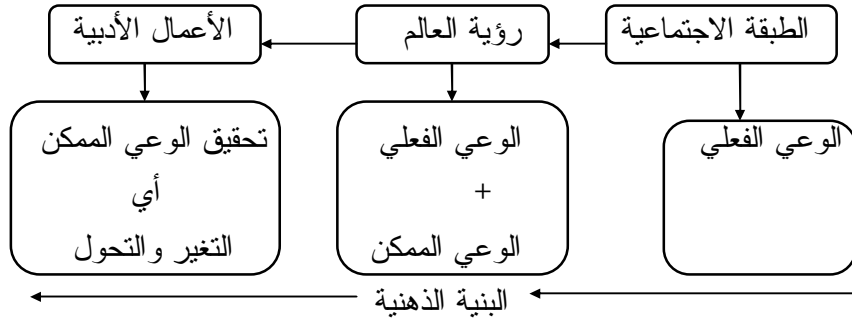 الطبقة الاجتماعية
رؤية العالم
الأعمال الأدبية
الوعي الفعلي
الوعي الفعلي
+
الوعي الممكن
تحقيق الوعي الممكن
أي
التغير والتحول
البنية الذهنية